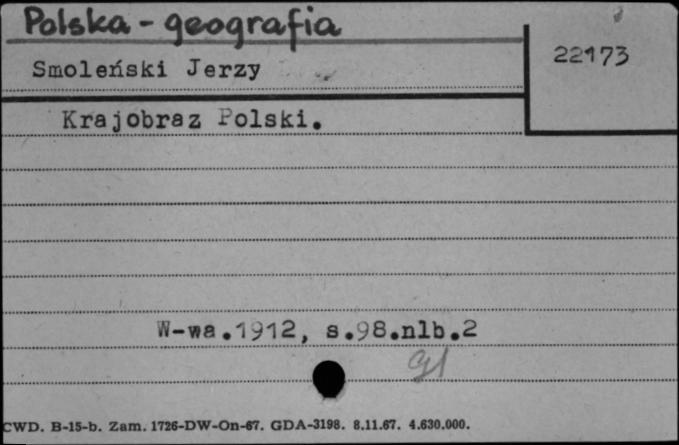 Polska - geografia
22173
Smoleński Jerzy
Krajobraz Polski.
W-wa.1912, s.98.nlb.2
CWD. B-15-b. Zam. 1726-DW-On-67. GDA-3198. 8.11.67. 4.630.000.